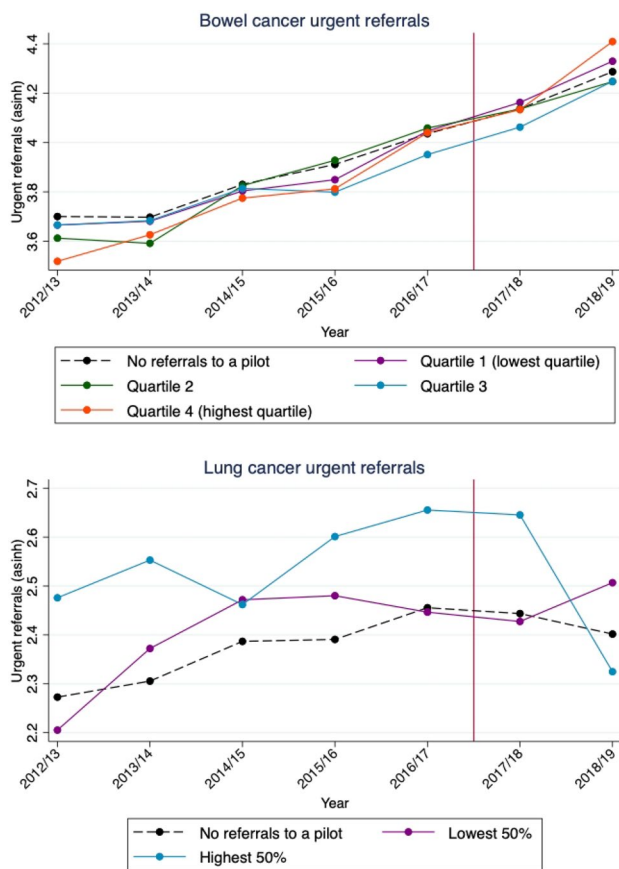 Bowel cancer urgent referrals
Urgent referrals (asinh)
4.4
4.2
4
3.8
3.6
2012/13
2013/14
2014/15
2015/16
2016/17
2017/18
2018/19
Year
No referrals to a pilot
Quartile 1 (lowest quartile)
Quartile 2
Quartile 3
Quartile 4 (highest quartile)
Lung cancer urgent referrals
Urgent referrals (asinh)
2.7
2.6
2.5
2.4
2.3
2.2
2012/13
2013/14
2014/15
2015/16
2016/17
2017/18
2018/19
Year
No referrals to a pilot
Lowest 50%
Highest 50%